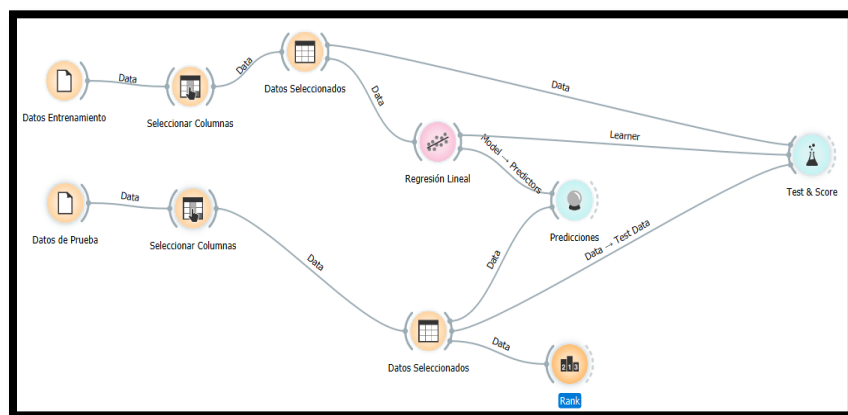 Datos Entrenamiento
Data
Seleccionar Columnas
Data
Datos Seleccionados
Data
Data
Regresión Lineal
Learner
Model → Predictors
Test & Score
Datos de Prueba
Data
Seleccionar Columnas
Data
Predicciones
Data
Data → Test Data
Datos Seleccionados
Data
Rank
213